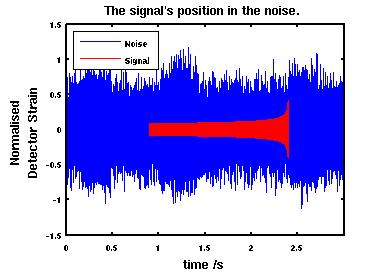 The signal's position in the noise.
1.5
1
0.5
0
-0.5
-1
-1.5
Noise
Signal
Normalised
Detector Strain
0 0.5 1 1.5 2 2.5
time /s